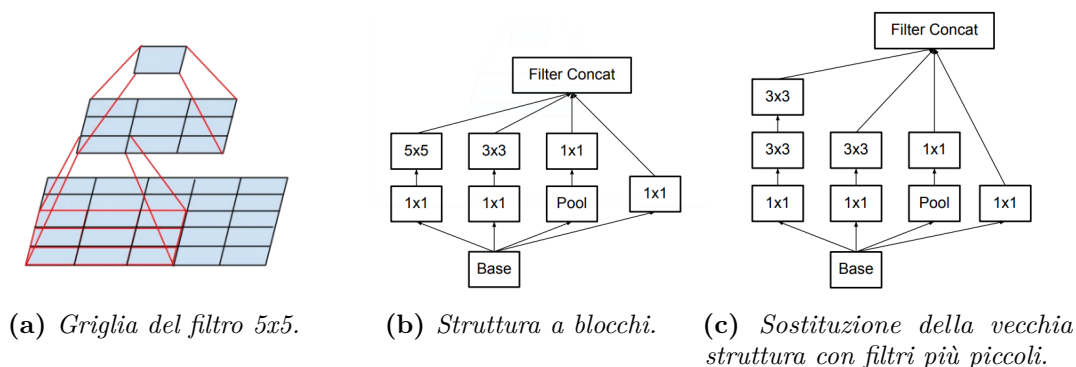 Filter Concat
5x5
3x3
1x1
1x1
1x1
Pool
1x1
Base
Filter Concat
3x3
3x3
3x3
1x1
1x1
1x1
Pool
1x1
Base
(a) Griglia del filtro 5x5.
(b) Struttura a blocchi.
(c) Sostituzione della vecchia
struttura con filtri più piccoli.